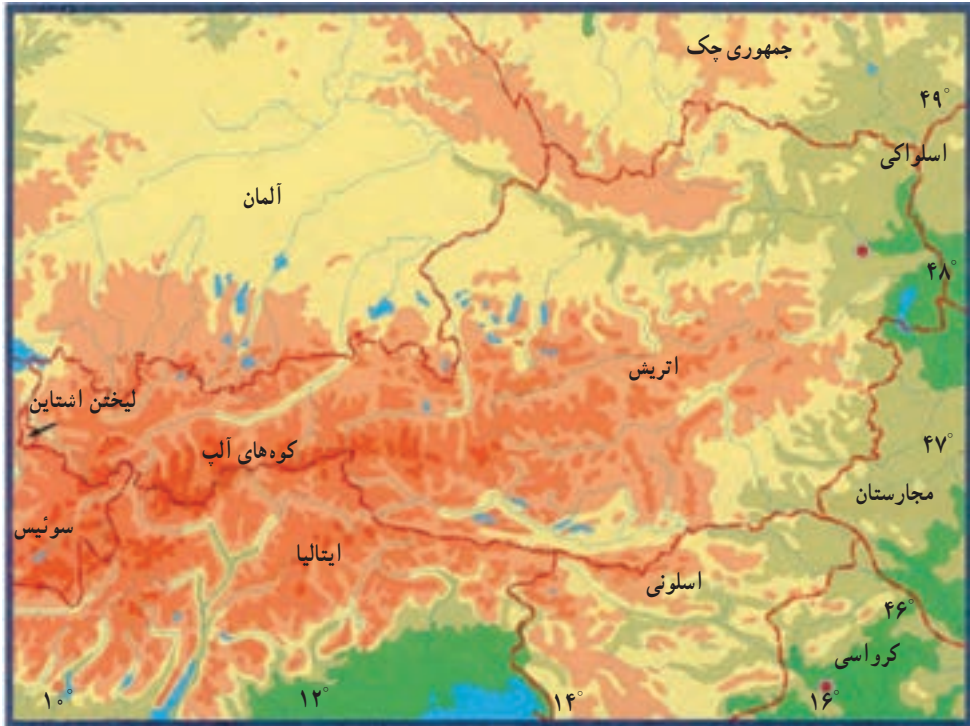 جمهوری چک
۴۹°
اسلواکی
آلمان
۴۸°
اتریش
لیختن اشتاین
کوه‌های آلپ
۴۷°
مجارستان
سوئیس
ایتالیا
اسلونی
۴۶°
کرواسی
۱۰°
۱۲°
۱۴°
۱۶°